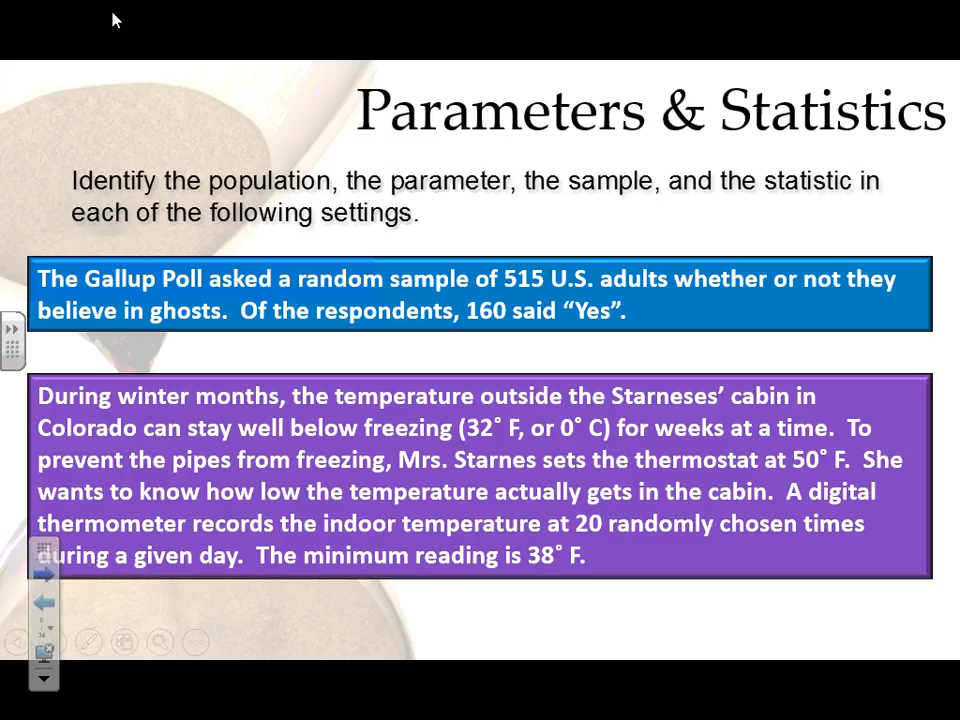 Parameters & Statistics
Identify the population, the parameter, the sample, and the statistic in
each of the following settings.
The Gallup Poll asked a random sample of 515 U.S. adults whether or not they
believe in ghosts.  Of the respondents, 160 said “Yes”.
During winter months, the temperature outside the Starneses’ cabin in
Colorado can stay well below freezing (32˚ F, or 0˚ C) for weeks at a time.  To
prevent the pipes from freezing, Mrs. Starnes sets the thermostat at 50˚ F.  She
wants to know how low the temperature actually gets in the cabin.  A digital
thermometer records the indoor temperature at 20 randomly chosen times
during a given day.  The minimum reading is 38˚ F.